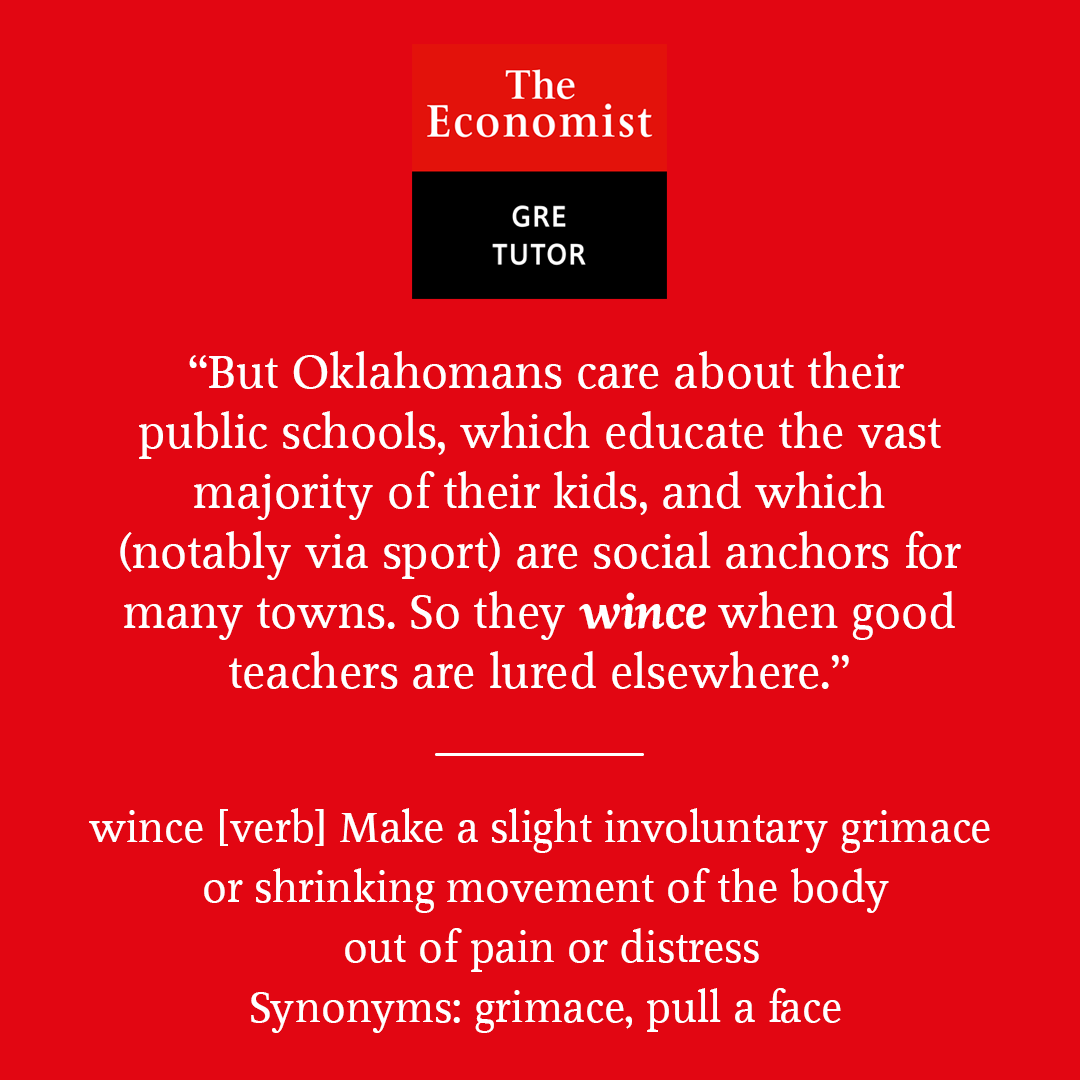 The
Economist
GRE
TUTOR
“But Oklahomans care about their
public schools, which educate the vast
majority of their kids, and which
(notably via sport) are social anchors for
many towns. So they wince when good
teachers are lured elsewhere.”
wince [verb] Make a slight involuntary grimace
or shrinking movement of the body
out of pain or distress
Synonyms: grimace, pull a face